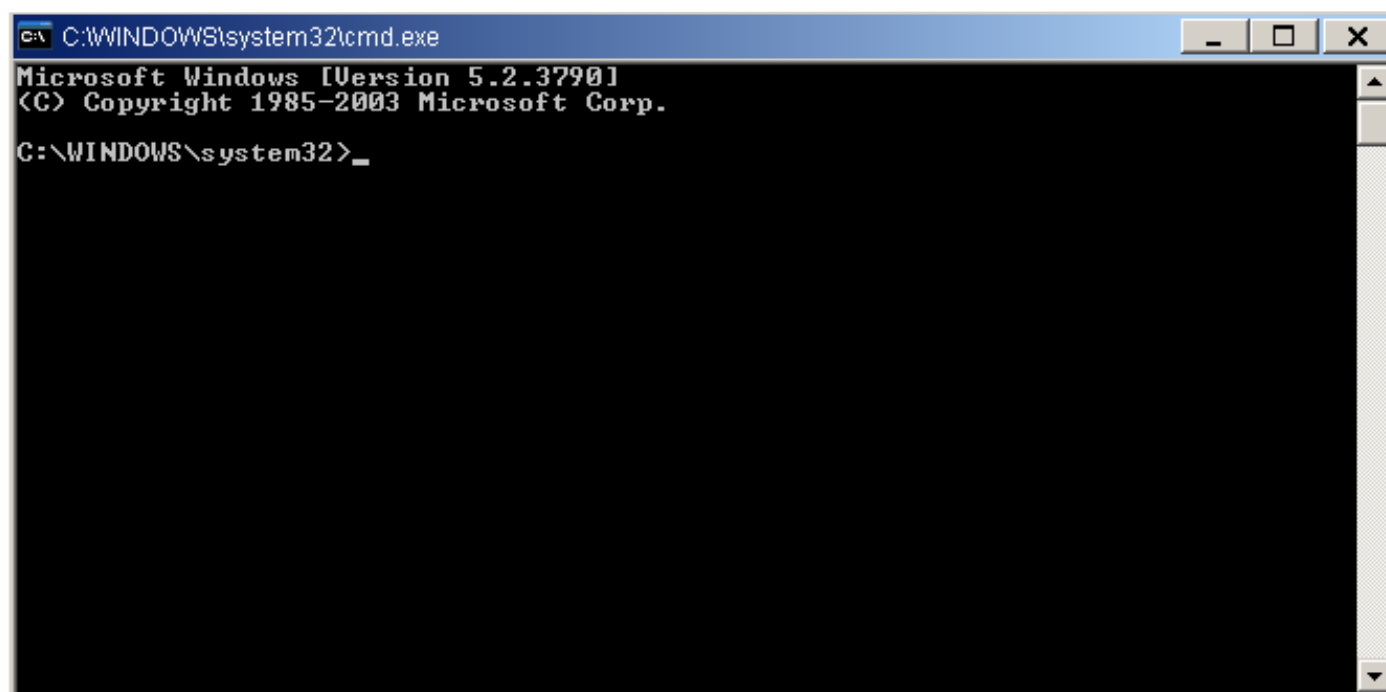 C:\WINDOWS\system32\cmd.exe
Microsoft Windows [Version 5.2.3790]
(C) Copyright 1985-2003 Microsoft Corp.
C:\WINDOWS\system32>_